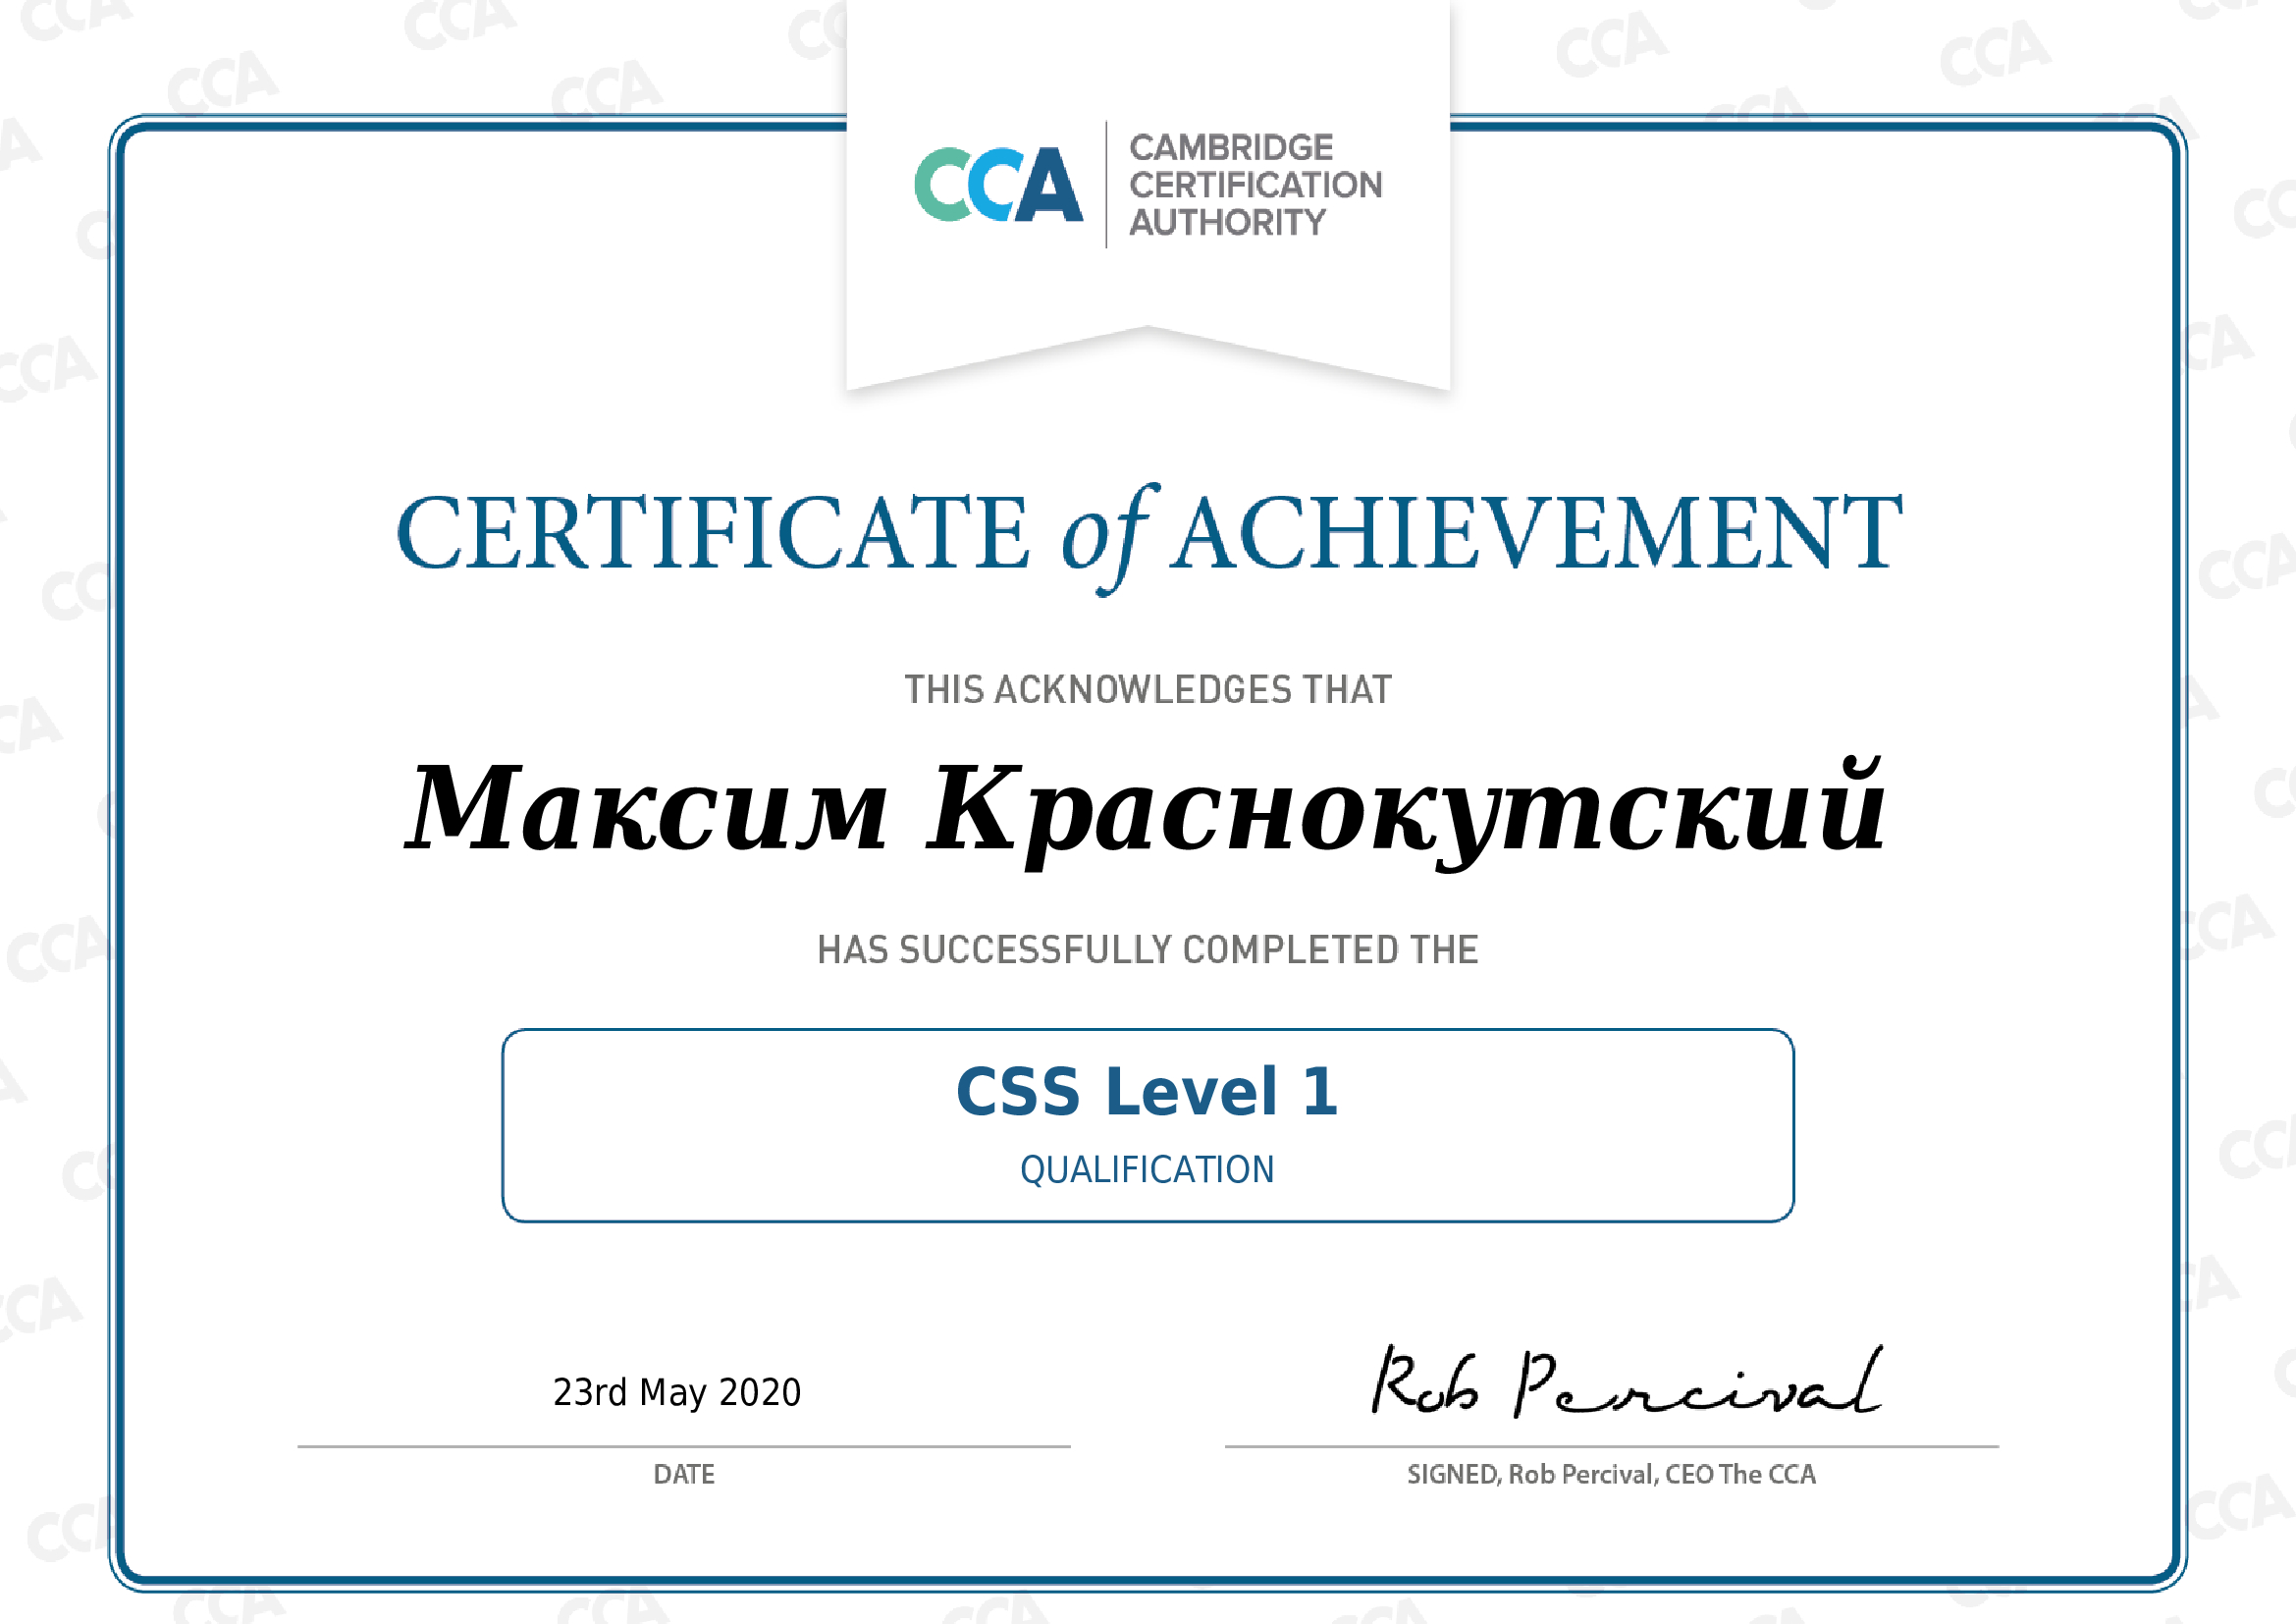 CCA
CAMBRIDGE
CERTIFICATION
AUTHORITY
CERTIFICATE of ACHIEVEMENT
THIS ACKNOWLEDGES THAT
Максим Краснокутский
HAS SUCCESSFULLY COMPLETED THE
CSS Level 1
QUALIFICATION
23rd May 2020
Rob Percival
DATE
SIGNED, Rob Percival, CEO The CCA